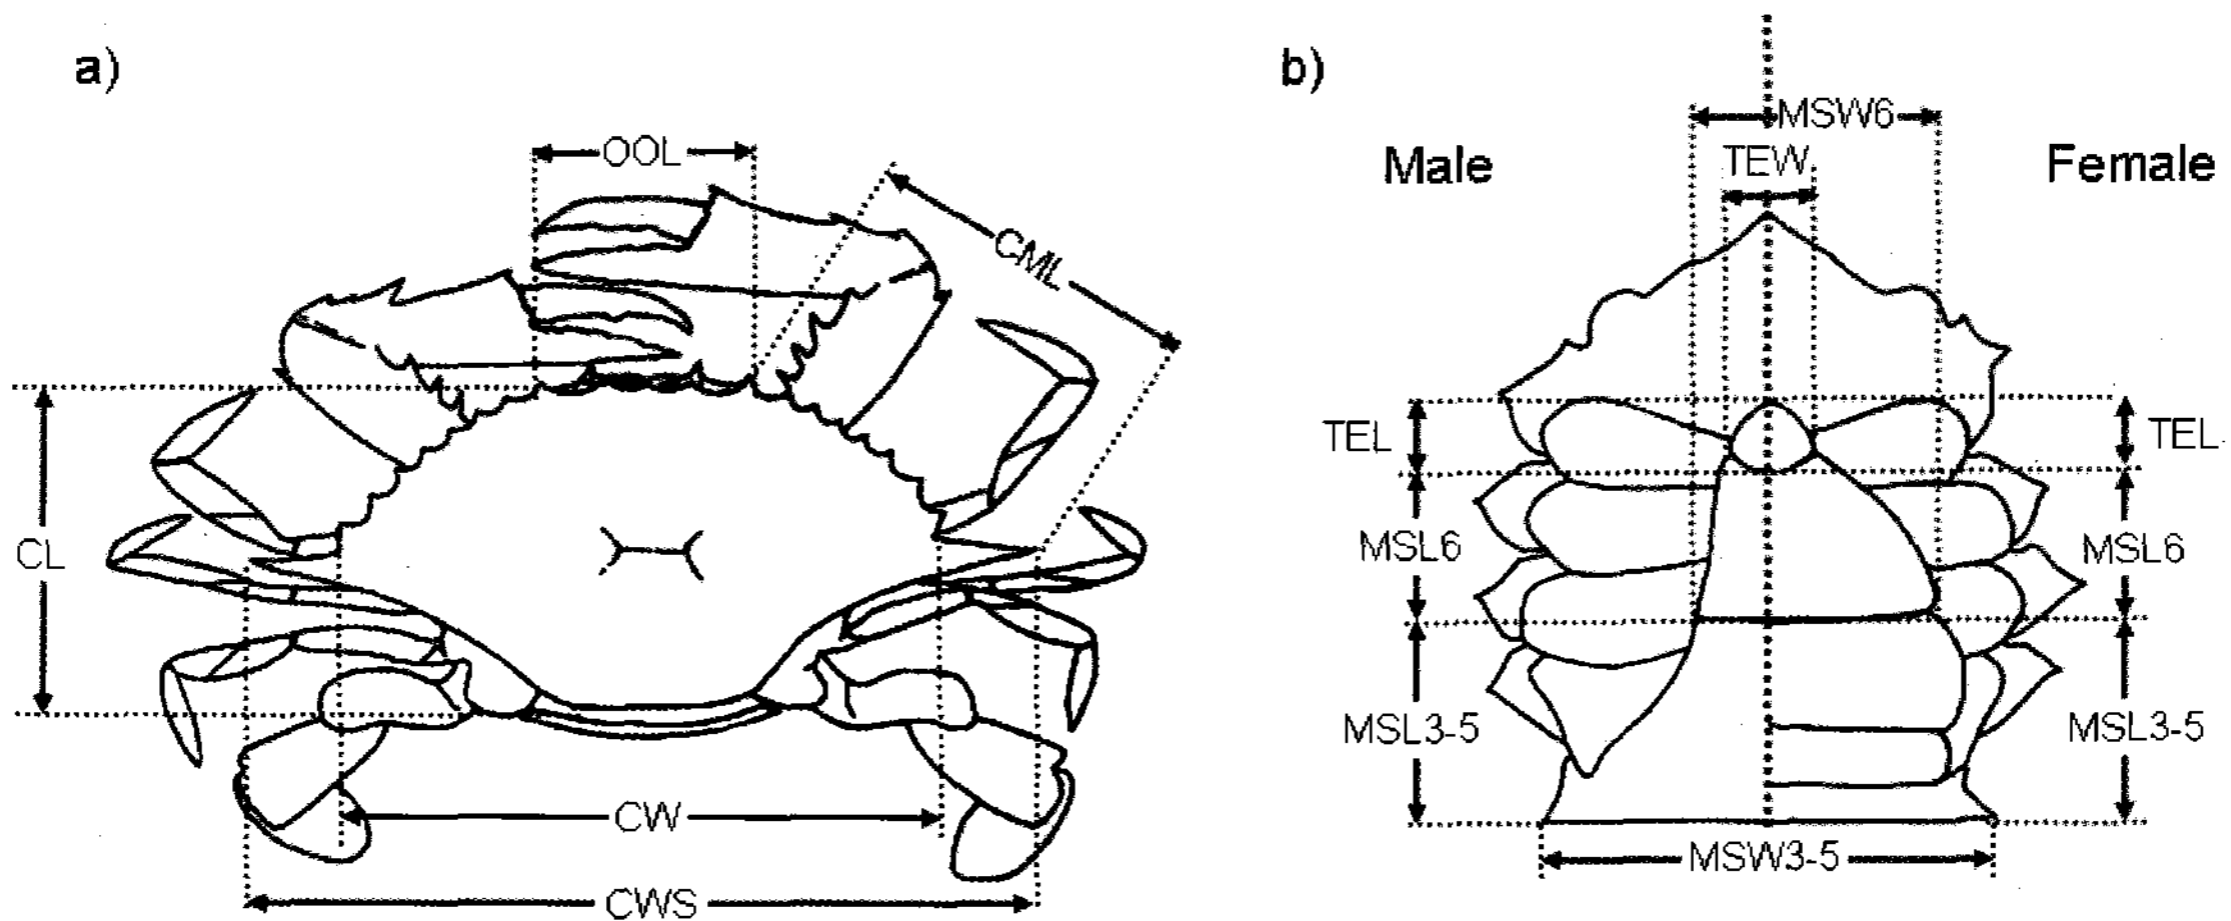 a)
OOL
CML
CL
CW
CWS
b)
MSW6
Male
TEW
Female
TEL
TEL
MSL6
MSL6
MSL3-5
MSL3-5
MSW3-5